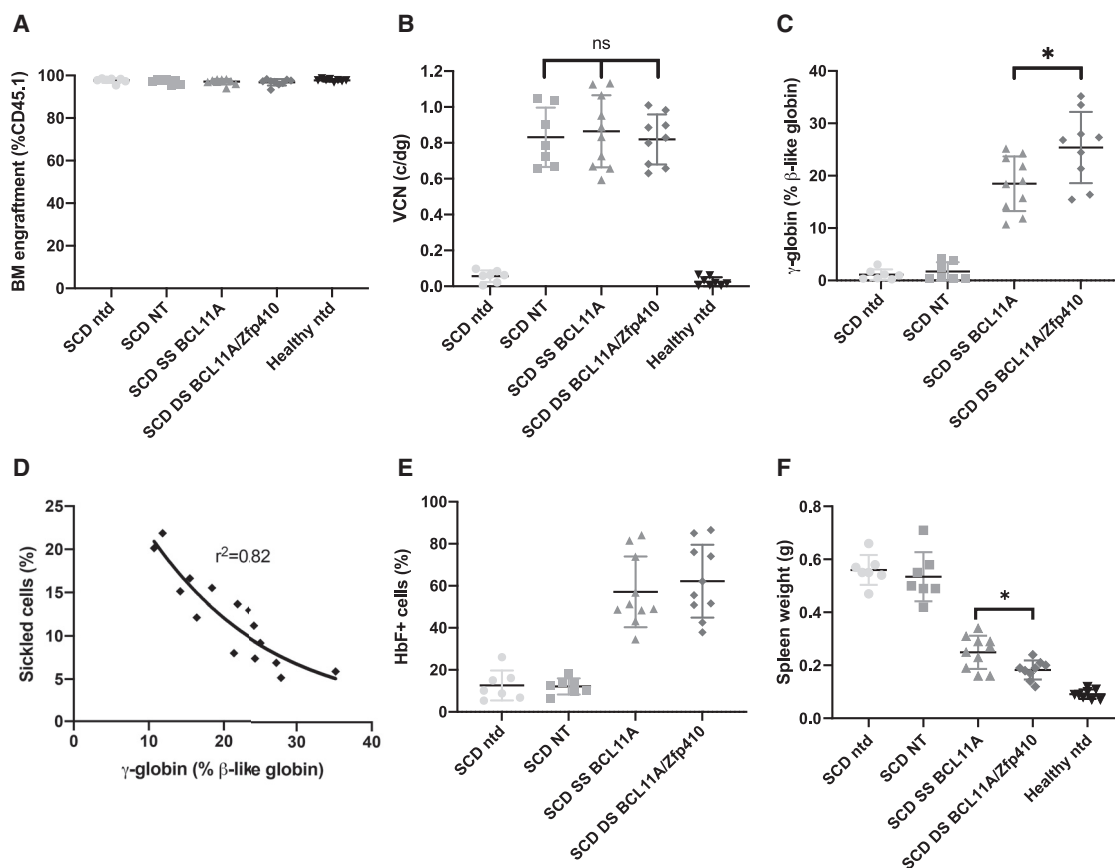 A
BM engraftment (%CD45.1)
100
80
60
40
20
0
SCD ntd
SCD NT
SCD SS BCL11A
SCD DS BCL11A/Zfp410
Healthy ntd
B
ns
VCN (c/dg)
1.2
1.0
0.8
0.6
0.4
0.2
0.0
SCD ntd
SCD NT
SCD SS BCL11A
SCD DS BCL11A/Zfp410
Healthy ntd
C
*
γ-globin (% β-like globin)
40
30
20
10
0
SCD ntd
SCD NT
SCD SS BCL11A
SCD DS BCL11A/Zfp410
D
Sickled cells (%)
25
20
15
10
5
0
r²=0.82
0
10
20
30
40
γ-globin (% β-like globin)
E
HbF+ cells (%)
100
80
60
40
20
0
SCD ntd
SCD NT
SCD SS BCL11A
SCD DS BCL11A/Zfp410
F
*
Spleen weight (g)
0.8
0.6
0.4
0.2
0.0
SCD ntd
SCD NT
SCD SS BCL11A
SCD DS BCL11A/Zfp410
Healthy ntd